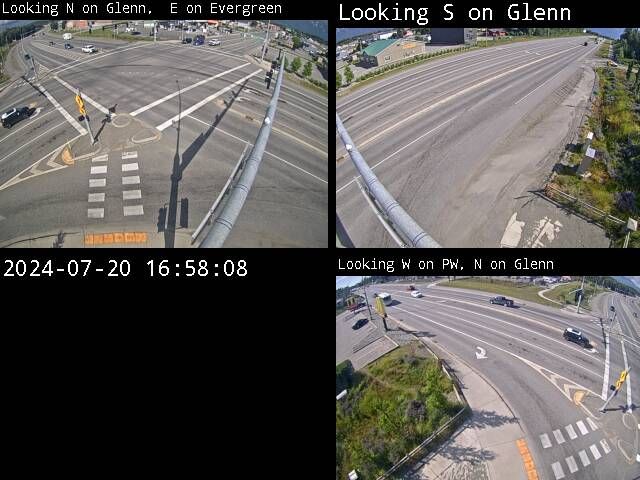 Looking N on Glenn,  E on Evergreen
Looking S on Glenn
2024-07-20 16:58:08
Looking W on PW, N on Glenn